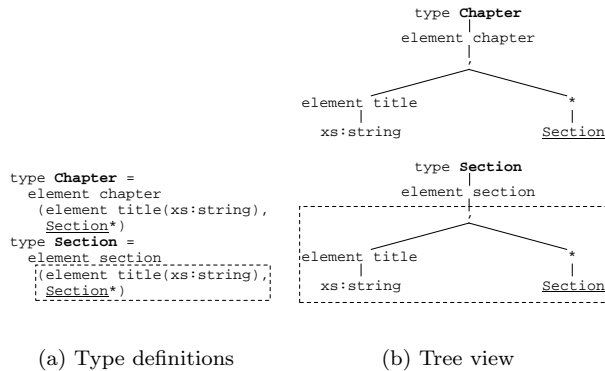 type Chapter =
element chapter
(element title(xs:string),
Section*)
type Section =
element section
(element title(xs:string),
Section*)
(a) Type definitions
type Chapter
element chapter
,
element title *
xs:string Section
type Section
element section
,
element title *
xs:string Section
(b) Tree view